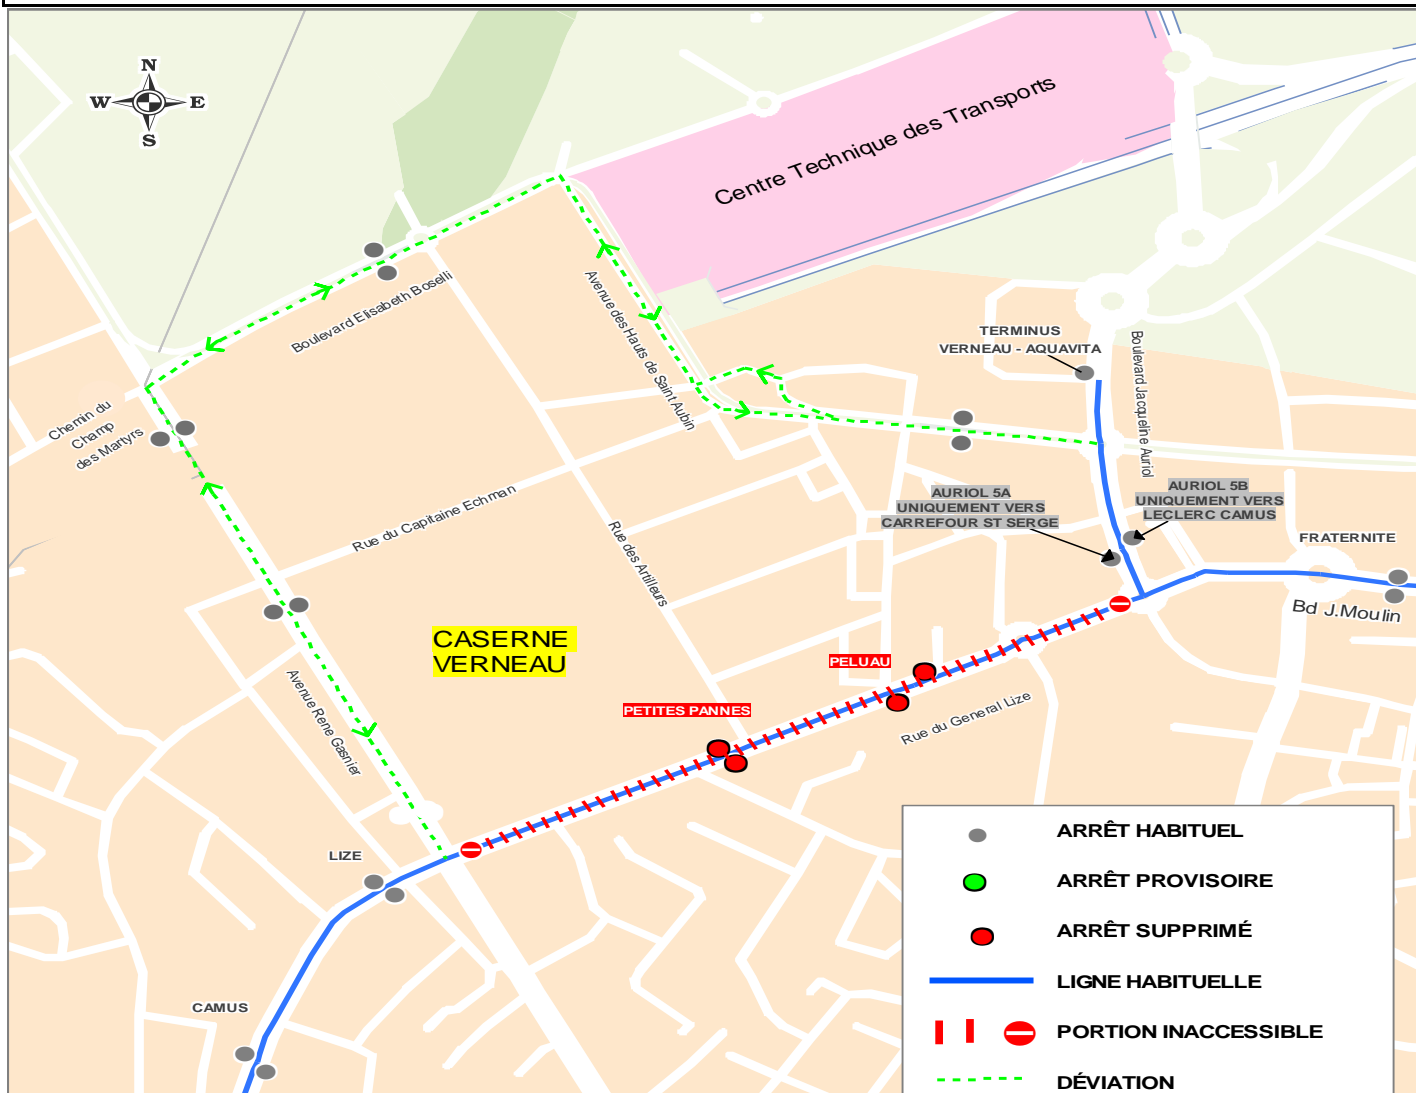 N
W E
S
Centre Technique des Transports
Boulevard Elisabeth Boselli
Avenue des Hauts de Saint Aubin
TERMINUS
VERNEAU - AQUAVITA
Boulevard Jacqueline Auriol
Chemin du
Champ
des Martyrs
Rue du Capitaine Echman
Rue des Artilleurs
AURIOL 5A
UNIQUEMENT VERS
CARREFOUR ST SERGE
AURIOL 5B
UNIQUEMENT VERS
LECLERC CAMUS
FRATERNITE
Bd J.Moulin
CASERNE
VERNEAU
PELUAU
PETITES PANNES
Rue du General Lize
Avenue Rene Gasnier
LIZE
CAMUS
ARRÊT HABITUEL
ARRÊT PROVISOIRE
ARRÊT SUPPRIMÉ
LIGNE HABITUELLE
PORTION INACCESSIBLE
DÉVIATION